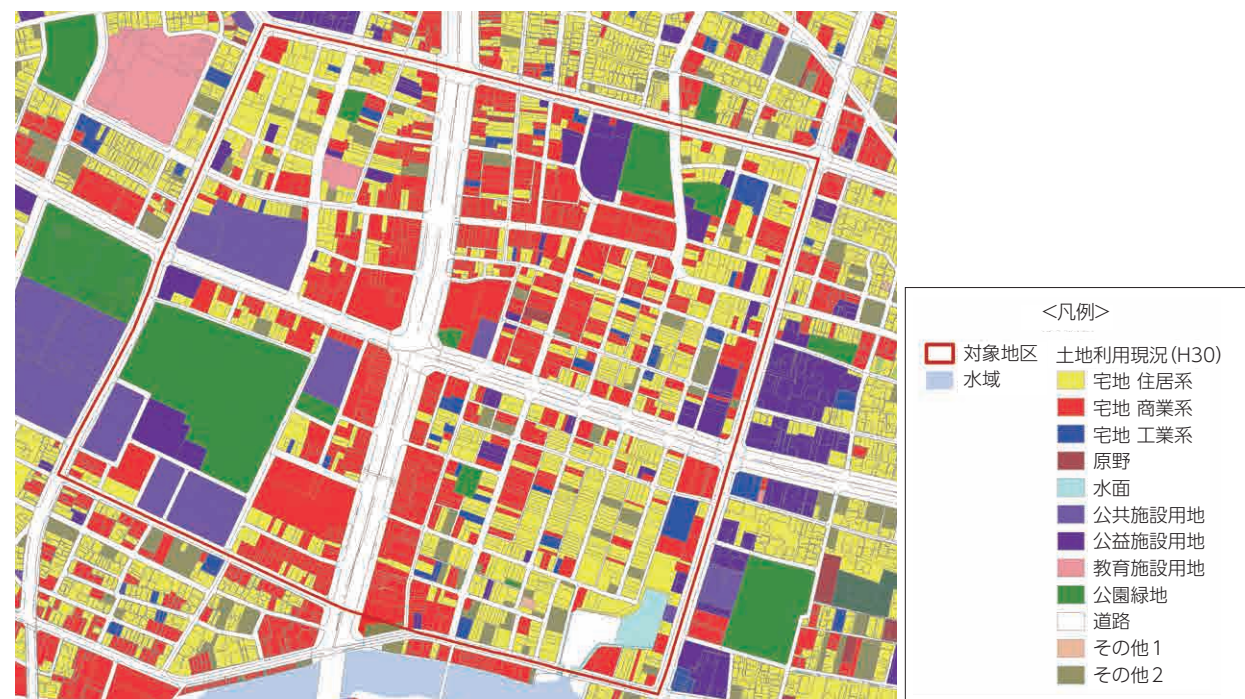 <凡例>
対象地区
水域
土地利用現況(H30)
宅地 住居系
宅地 商業系
宅地 工業系
原野
水面
公共施設用地
公益施設用地
教育施設用地
公園緑地
道路
その他1
その他2